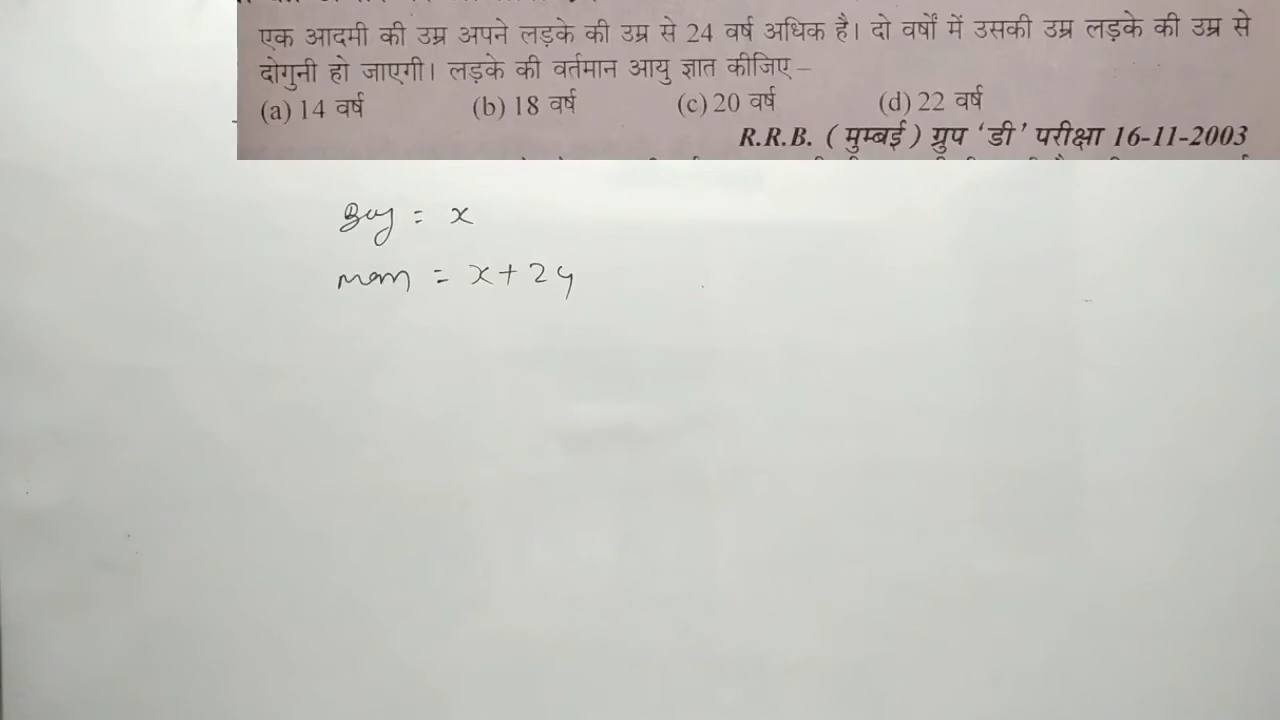 एक आदमी की उम्र अपने लड़के की उम्र से 24 वर्ष अधिक है। दो वर्षों में उसकी उम्र लड़के की उम्र से
दोगुनी हो जाएगी। लड़के की वर्तमान आयु ज्ञात कीजिए –
(a) 14 वर्ष (b) 18 वर्ष (c) 20 वर्ष (d) 22 वर्ष
R.R.B. ( मुम्बई ) ग्रुप ‘डी’ परीक्षा 16-11-2003
Boy = x
man = x + 24